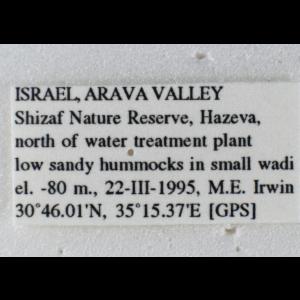 ISRAEL, ARAVA VALLEY
Shizaf Nature Reserve, Hazeva,
north of water treatment plant
low sandy hummocks in small wadi
el. -80 m., 22-III-1995, M.E. Irwin
30°46.01'N, 35°15.37'E [GPS]